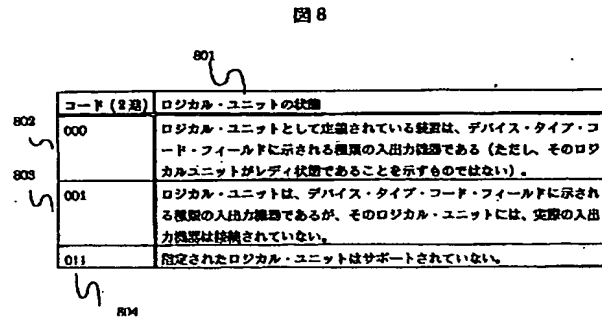 図8
801
コード（2進） ロジカル・ユニットの状態
802
000 ロジカル・ユニットとして定義されている装置は、デバイス・タイプ・コ
ード・フィールドに示される種類の入出力機器である（ただし、そのロジ
カルユニットがレディ状態であることを示すものではない）。
803
001 ロジカル・ユニットは、デバイス・タイプ・コード・フィールドに示され
る種類の入出力機器であるが、そのロジカル・ユニットには、実際の入出
力機器は接続されていない。
011 指定されたロジカル・ユニットはサポートされていない。
804